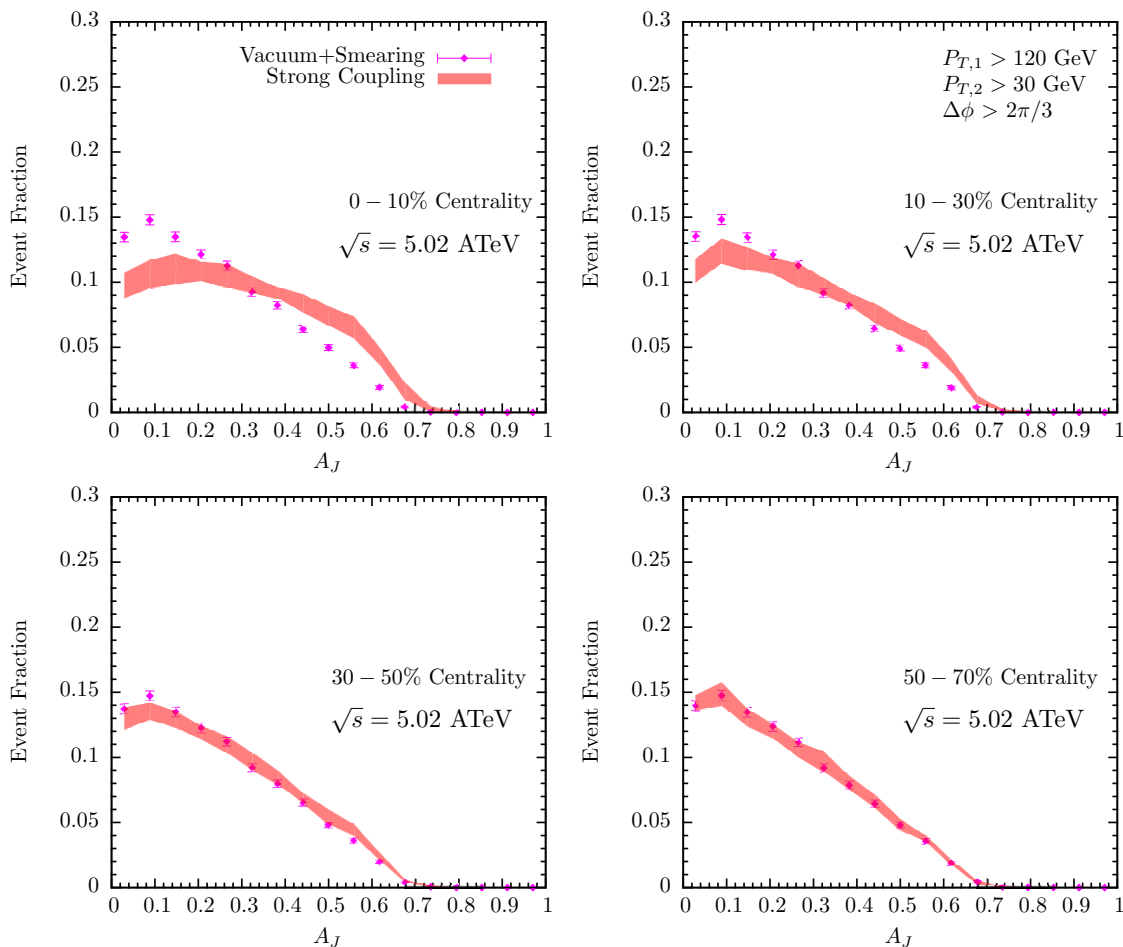 0.3
0.25
0.2
0.15
0.1
0.05
0
Event Fraction
Vacuum+Smearing
Strong Coupling
0 − 10% Centrality
√s = 5.02 ATeV
0 0.1 0.2 0.3 0.4 0.5 0.6 0.7 0.8 0.9 1
A_J
0.3
0.25
0.2
0.15
0.1
0.05
0
Event Fraction
P_{T,1} > 120 GeV
P_{T,2} > 30 GeV
Δϕ > 2π/3
10 − 30% Centrality
√s = 5.02 ATeV
0 0.1 0.2 0.3 0.4 0.5 0.6 0.7 0.8 0.9 1
A_J
0.3
0.25
0.2
0.15
0.1
0.05
0
Event Fraction
30 − 50% Centrality
√s = 5.02 ATeV
0 0.1 0.2 0.3 0.4 0.5 0.6 0.7 0.8 0.9 1
A_J
0.3
0.25
0.2
0.15
0.1
0.05
0
Event Fraction
50 − 70% Centrality
√s = 5.02 ATeV
0 0.1 0.2 0.3 0.4 0.5 0.6 0.7 0.8 0.9 1
A_J